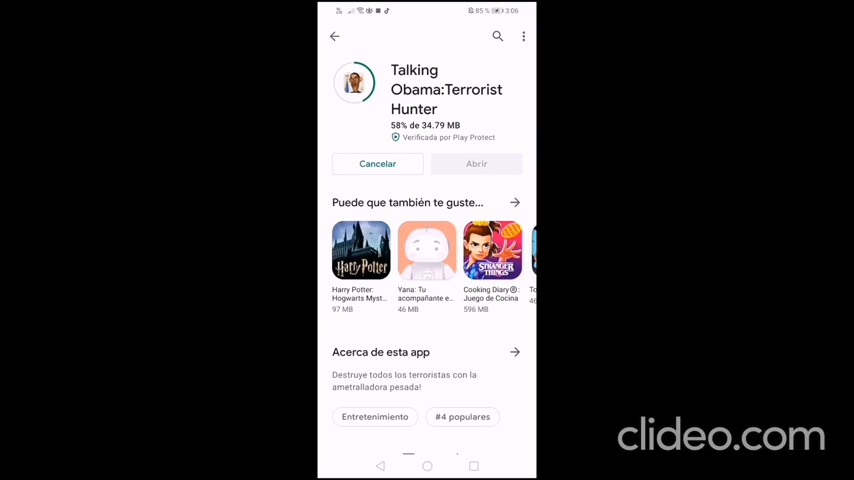 85 % 3:06
Talking
Obama:Terrorist
Hunter
58% de 34.79 MB
Verificada por Play Protect
Cancelar
Abrir
Puede que también te guste...
Harry Potter
STRANGER
THINGS
Harry Potter:
Hogwarts Myst...
97 MB
Yana: Tu
acompañante e...
46 MB
Cooking Diary®:
Juego de Cocina
596 MB
To
46
Acerca de esta app
Destruye todos los terroristas con la
ametralladora pesada!
Entretenimiento
#4 populares
clideo.com